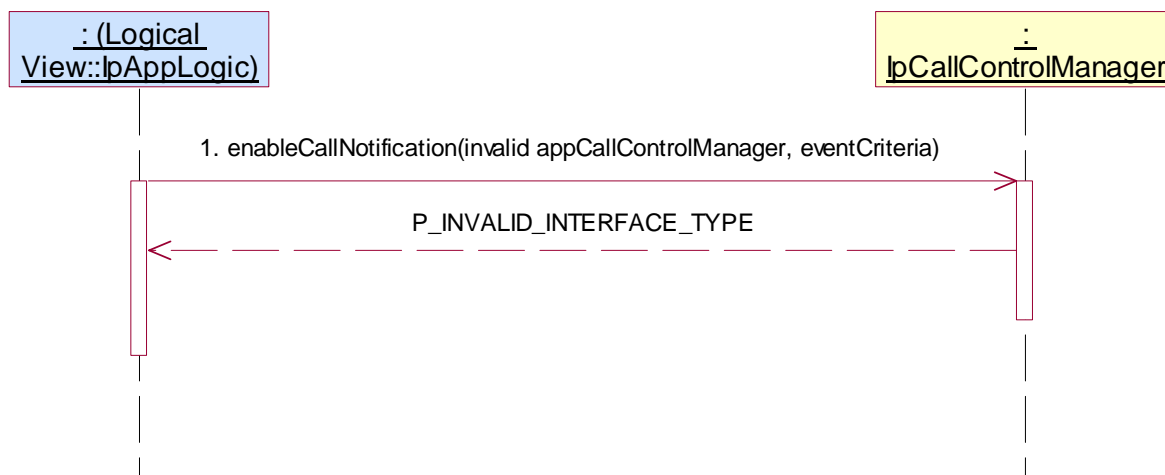 : (Logical
View::IpAppLogic)
:
IpCallControlManager
1. enableCallNotification(invalid appCallControlManager, eventCriteria)
P_INVALID_INTERFACE_TYPE